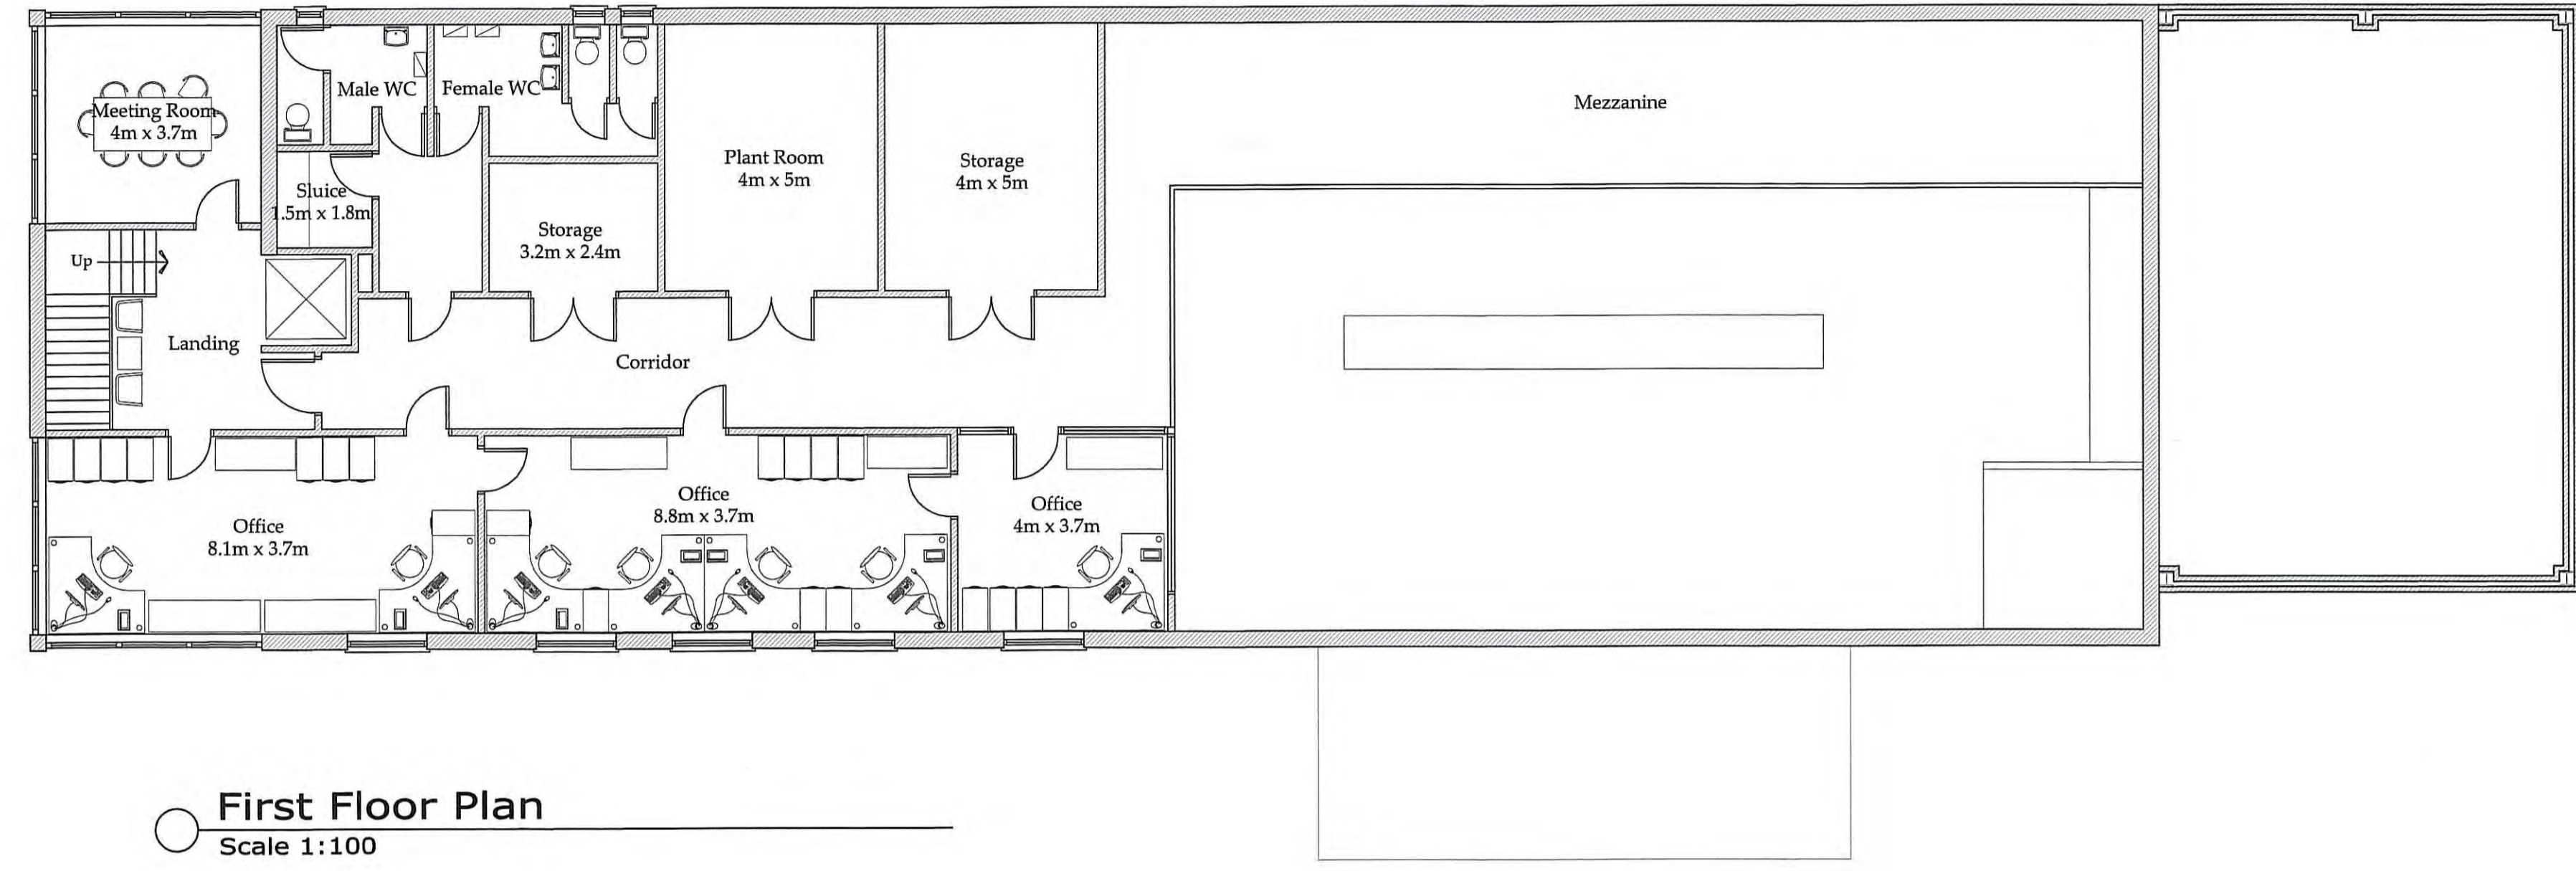 Meeting Room
4m x 3.7m
Male WC
Female WC
Mezzanine
Plant Room
4m x 5m
Storage
4m x 5m
Sluice
1.5m x 1.8m
Storage
3.2m x 2.4m
Up
Landing
Corridor
Office
8.1m x 3.7m
Office
8.8m x 3.7m
Office
4m x 3.7m
First Floor Plan
Scale 1:100